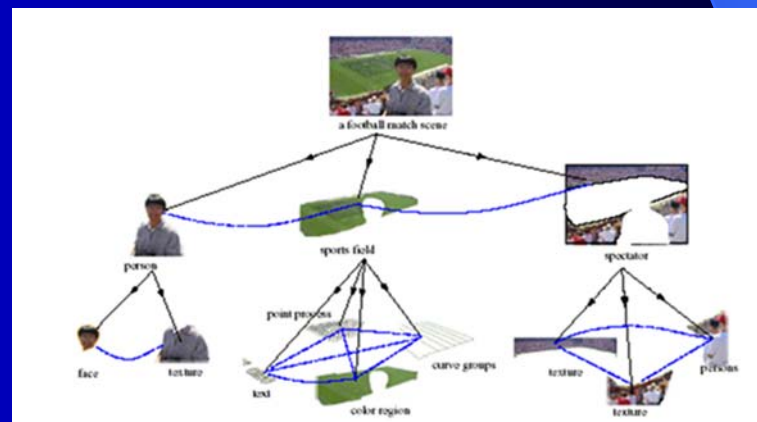 a football match scene
sports field
person
spectator
point process
face
texture
text
color region
curve groups
texture
texture
persons